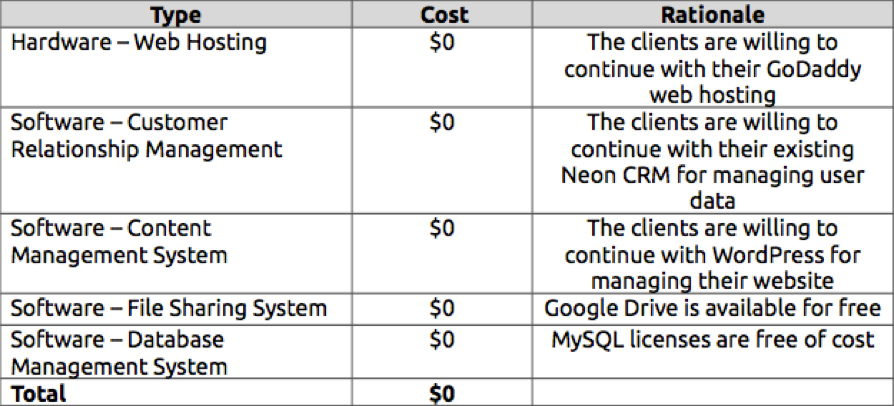 Type Cost Rationale
Hardware – Web Hosting $0 The clients are willing to
continue with their GoDaddy
web hosting
Software – Customer $0 The clients are willing to
Relationship Management continue with their existing
Neon CRM for managing user
data
Software – Content $0 The clients are willing to
Management System continue with WordPress for
managing their website
Software – File Sharing System $0 Google Drive is available for free
Software – Database $0 MySQL licenses are free of cost
Management System
Total $0